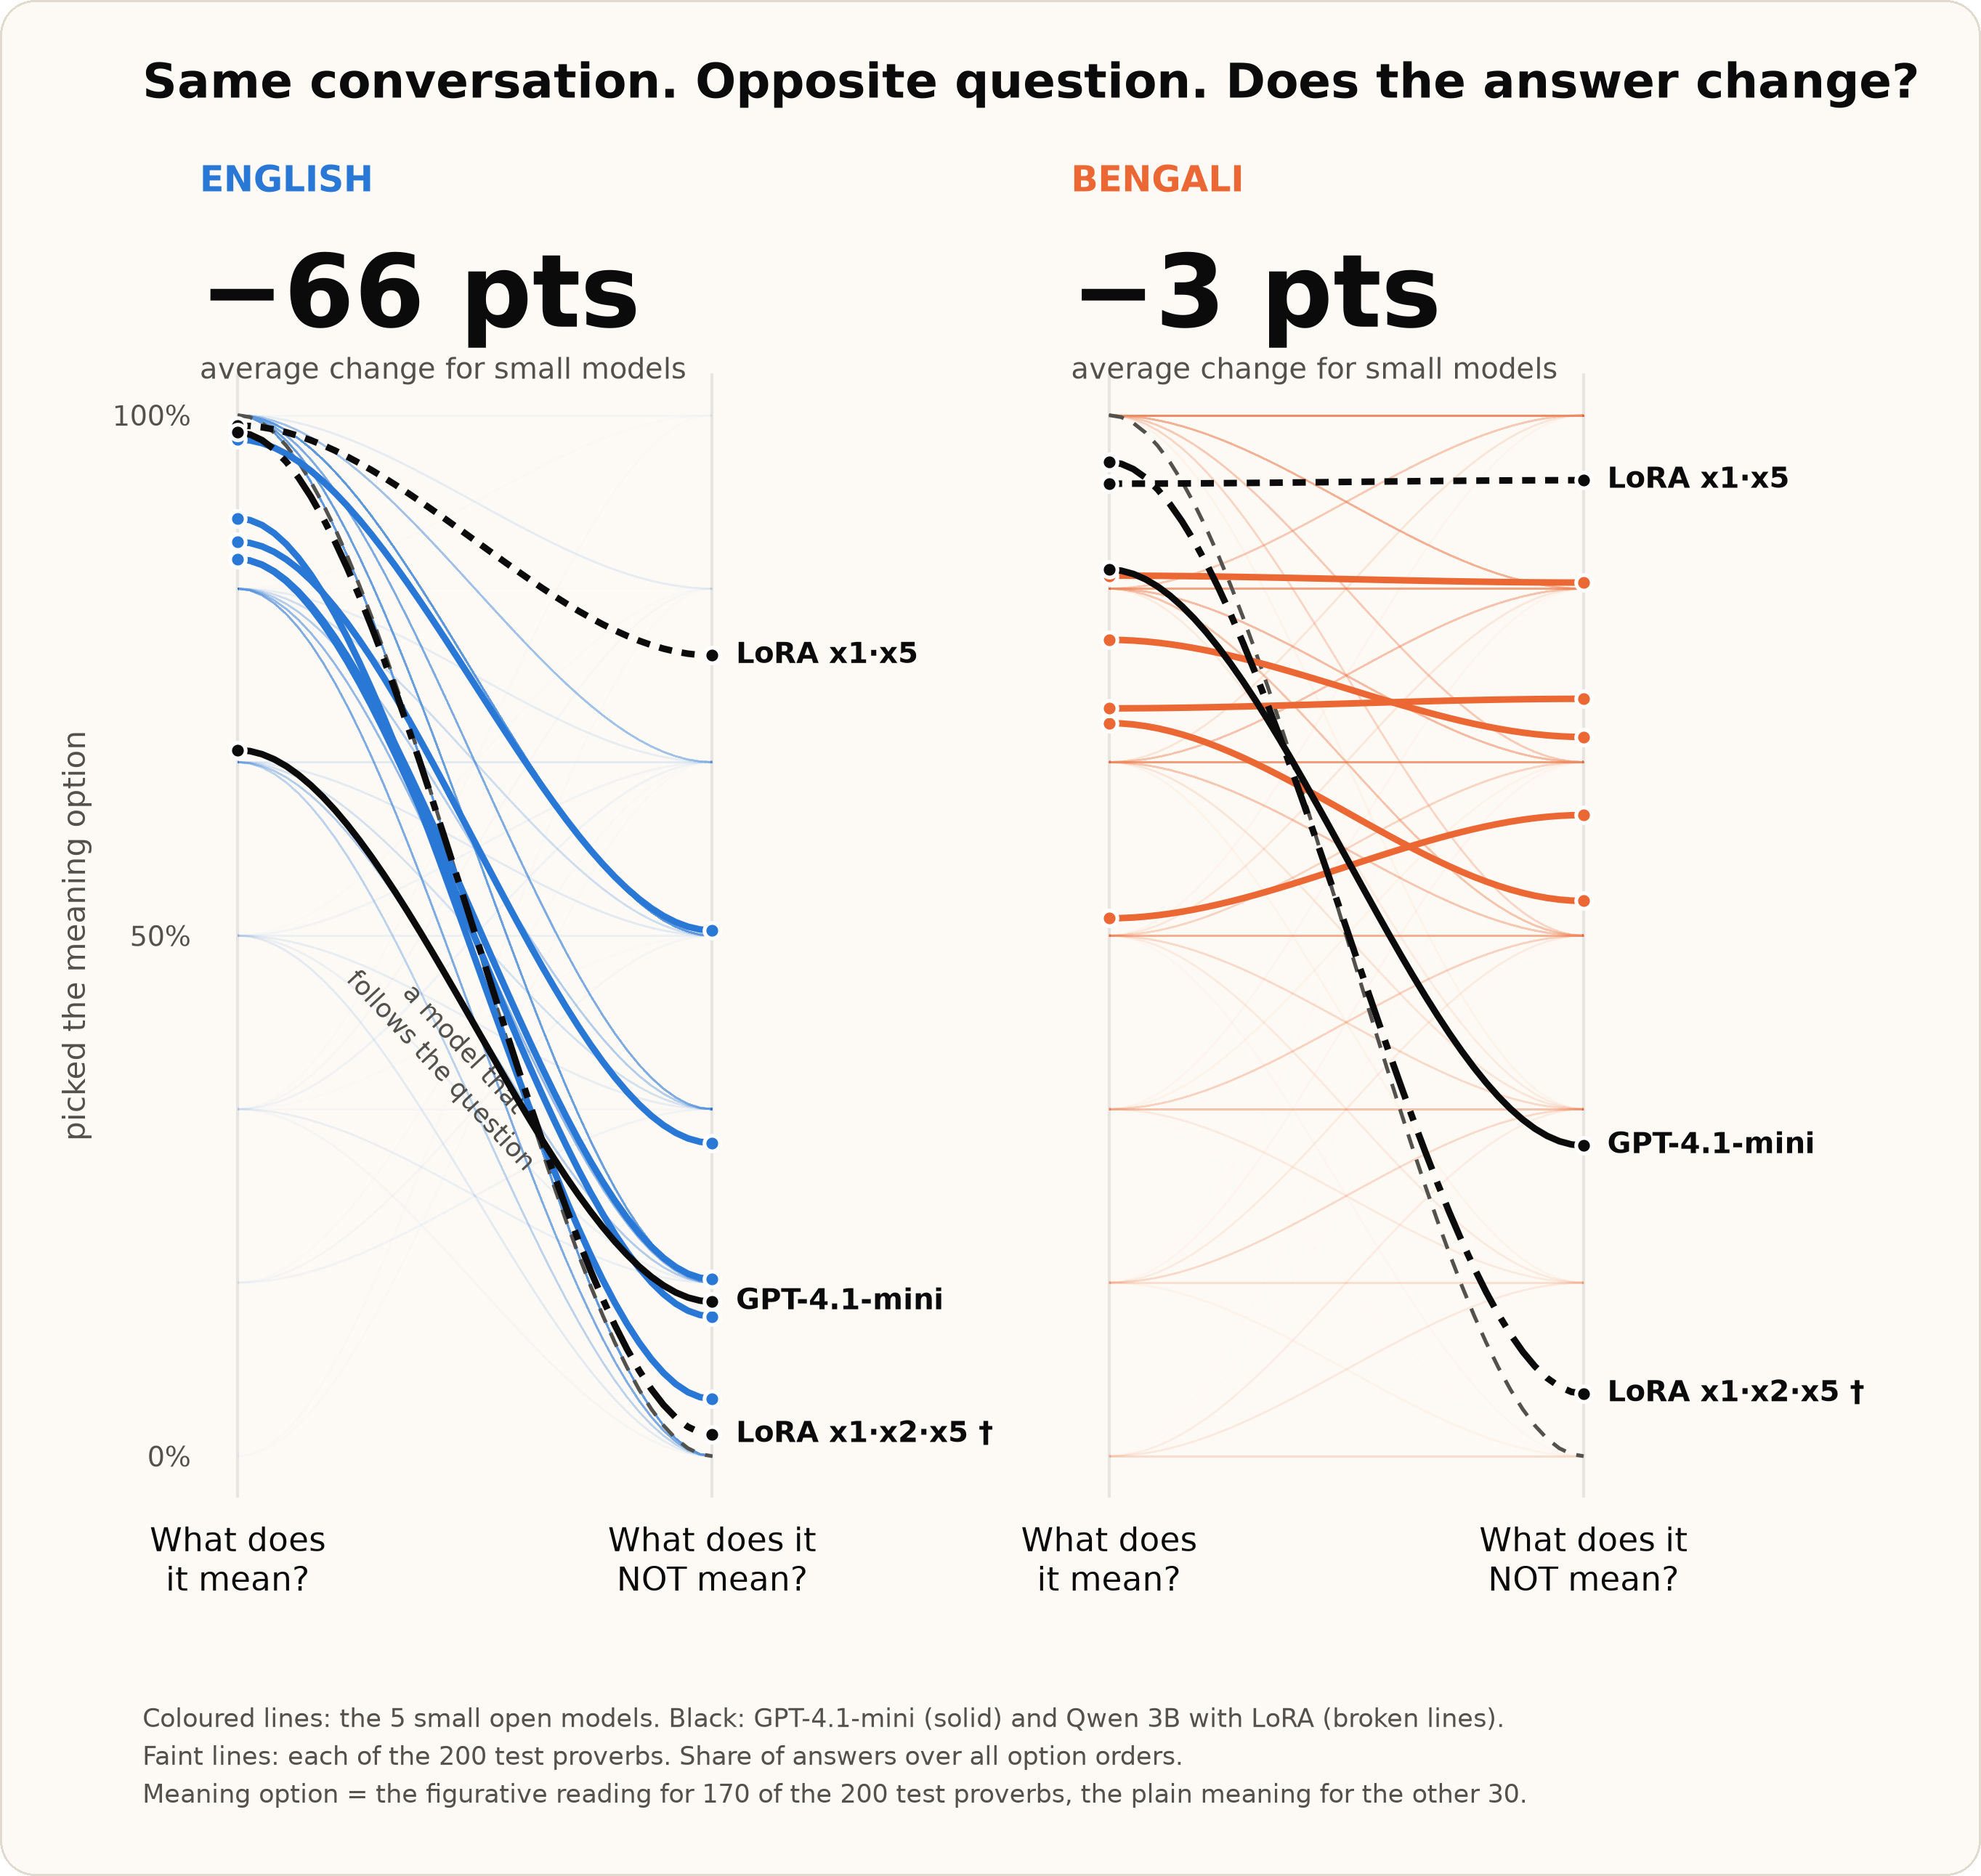 Same conversation. Opposite question. Does the answer change?
ENGLISH
−66 pts
average change for small models
100%
50%
0%
picked the meaning option
a model that
follows the question
LoRA x1·x5
GPT-4.1-mini
LoRA x1·x2·x5 †
What does
it mean?
What does it
NOT mean?
BENGALI
−3 pts
average change for small models
LoRA x1·x5
GPT-4.1-mini
LoRA x1·x2·x5 †
What does
it mean?
What does it
NOT mean?
Coloured lines: the 5 small open models. Black: GPT-4.1-mini (solid) and Qwen 3B with LoRA (broken lines).
Faint lines: each of the 200 test proverbs. Share of answers over all option orders.
Meaning option = the figurative reading for 170 of the 200 test proverbs, the plain meaning for the other 30.